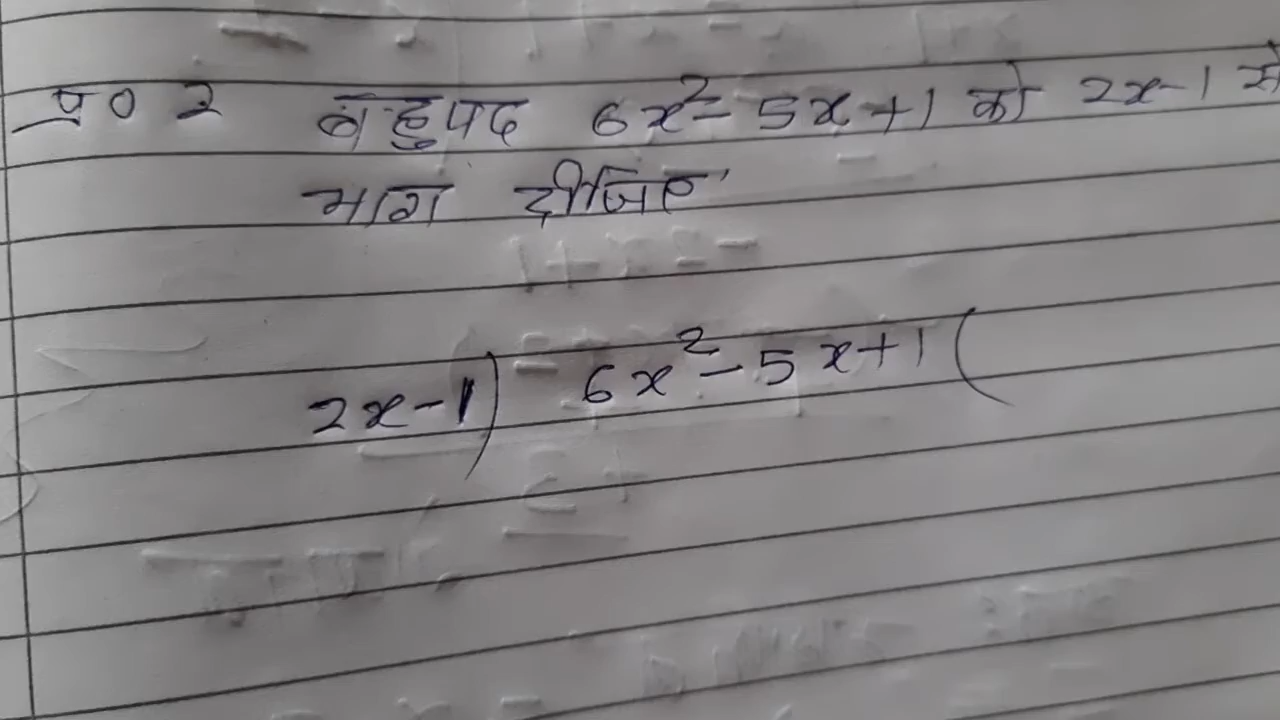 प्र० 2 बहुपद 6x² - 5x + 1 को 2x - 1 से
भाग दीजिए
2x - 1) 6x² - 5x + 1 (